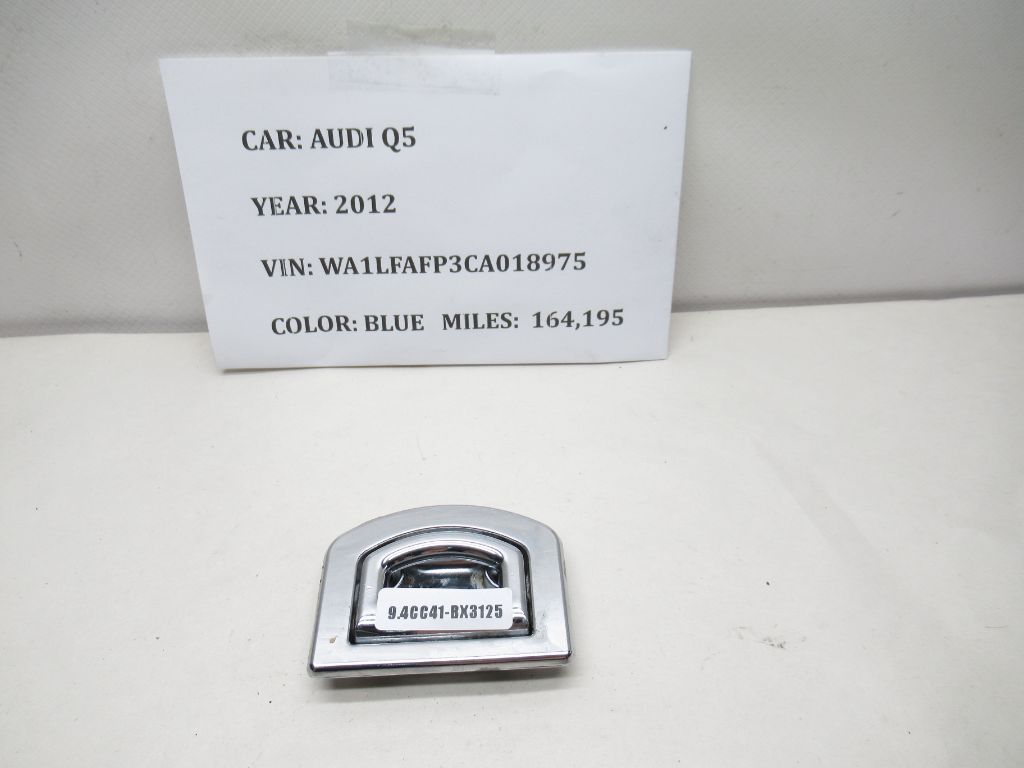 CAR: AUDI Q5
YEAR: 2012
VIN: WA1LFAFP3CA018975
COLOR: BLUE MILES: 164,195
9.4CC41-BX3125